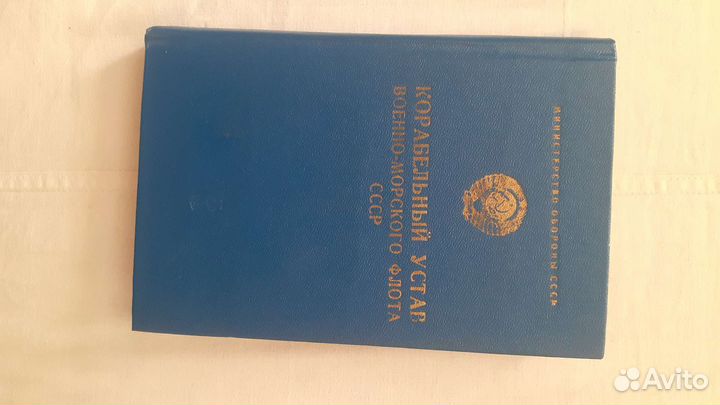 МИНИСТЕРСТВО ОБОРОНЫ СССР
КОРАБЕЛЬНЫЙ УСТАВ
ВОЕННО-МОРСКОГО ФЛОТА
СССР
Avito